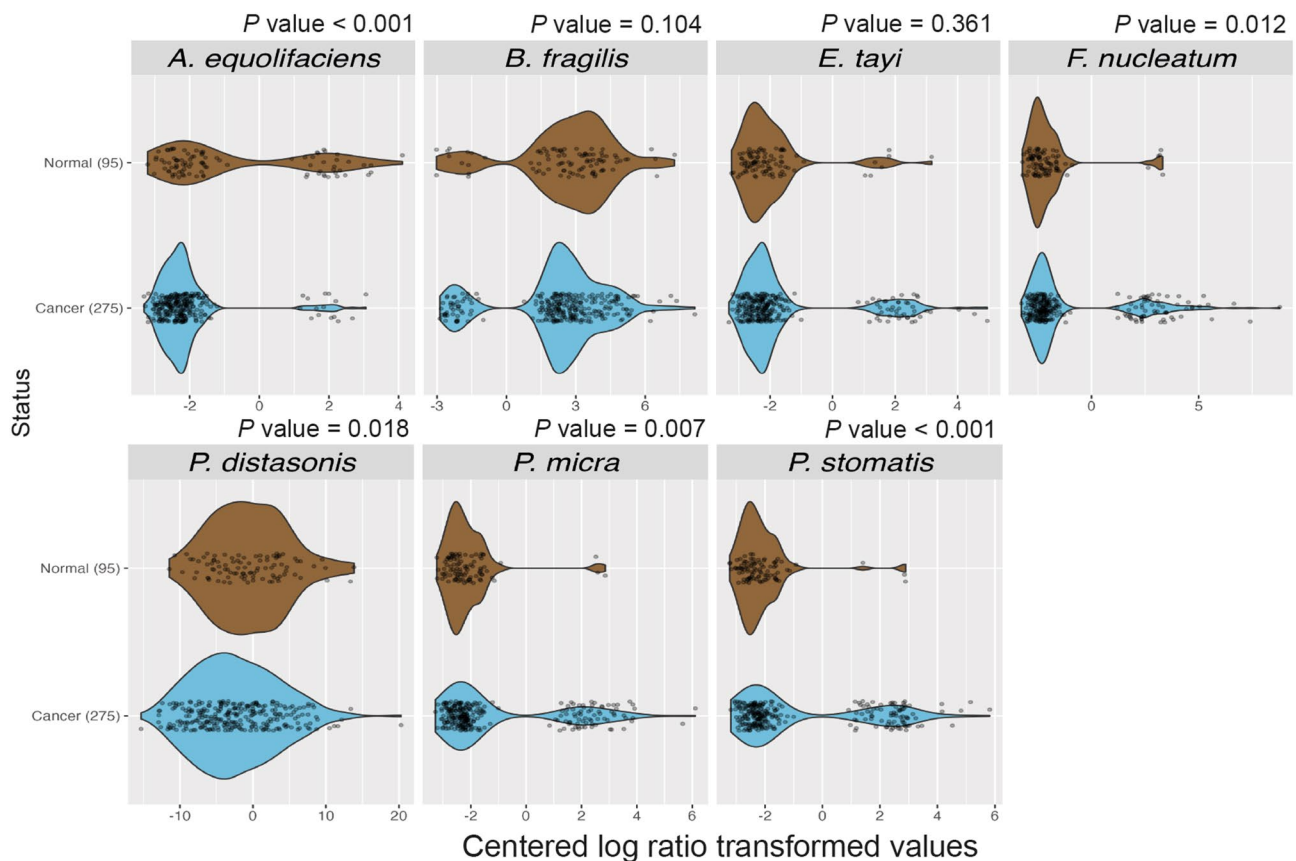 P value < 0.001 P value = 0.104 P value = 0.361 P value = 0.012
A. equolifaciens B. fragilis E. tayi F. nucleatum
Normal (95)
Cancer (275)
-2 0 2 4 -3 0 3 6 -2 0 2 4 0 5
Status
P value = 0.018 P value = 0.007 P value < 0.001
P. distasonis P. micra P. stomatis
Normal (95)
Cancer (275)
-10 0 10 20 -2 0 2 4 6 -2 0 2 4 6
Centered log ratio transformed values